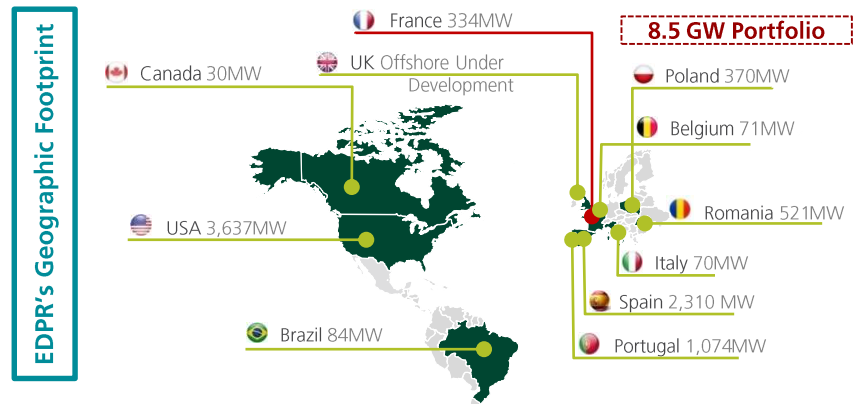 EDPR's Geographic Footprint
France 334MW
8.5 GW Portfolio
Canada 30MW
UK Offshore Under
Development
Poland 370MW
Belgium 71MW
USA 3,637MW
Romania 521MW
Italy 70MW
Spain 2,310 MW
Brazil 84MW
Portugal 1,074MW